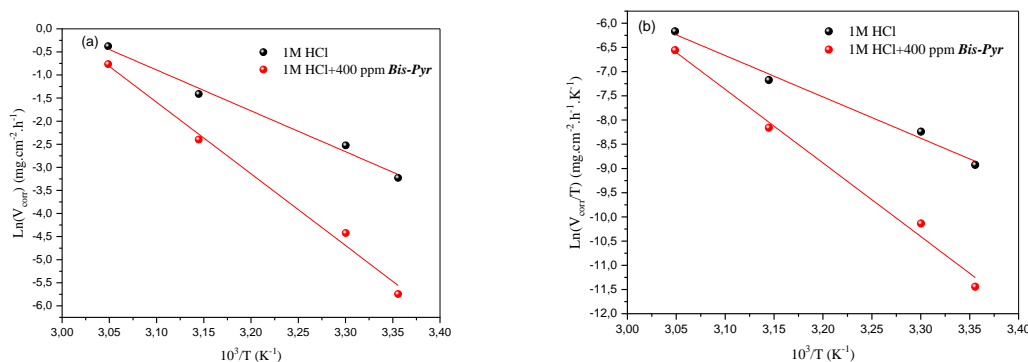 (a)
1M HCl
1M HCl+400 ppm Bis-Pyr
Ln(Vcorr) (mg.cm-2.h-1)
0,0
-0,5
-1,0
-1,5
-2,0
-2,5
-3,0
-3,5
-4,0
-4,5
-5,0
-5,5
-6,0
3,00 3,05 3,10 3,15 3,20 3,25 3,30 3,35 3,40
10³/T (K-1)
(b)
1M HCl
1M HCl+400 ppm Bis-Pyr
Ln(Vcorr/T) (mg.cm-2.h-1.K-1)
-6,0
-6,5
-7,0
-7,5
-8,0
-8,5
-9,0
-9,5
-10,0
-10,5
-11,0
-11,5
-12,0
3,00 3,05 3,10 3,15 3,20 3,25 3,30 3,35 3,40
10³/T (K-1)